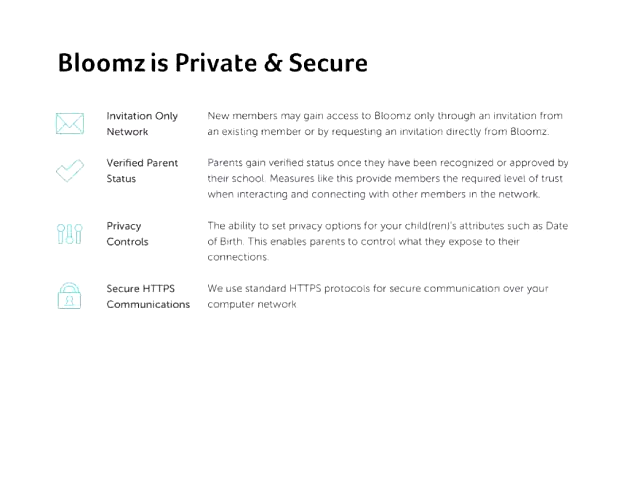 Bloomz is Private & Secure
Invitation Only
Network
New members may gain access to Bloomz only through an invitation from
an existing member or by requesting an invitation directly from Bloomz.
Verified Parent
Status
Parents gain verified status once they have been recognized or approved by
their school. Measures like this provide members the required level of trust
when interacting and connecting with other members in the network.
Privacy
Controls
The ability to set privacy options for your child(ren)'s attributes such as Date
of Birth. This enables parents to control what they expose to their
connections.
Secure HTTPS
Communications
We use standard HTTPS protocols for secure communication over your
computer network